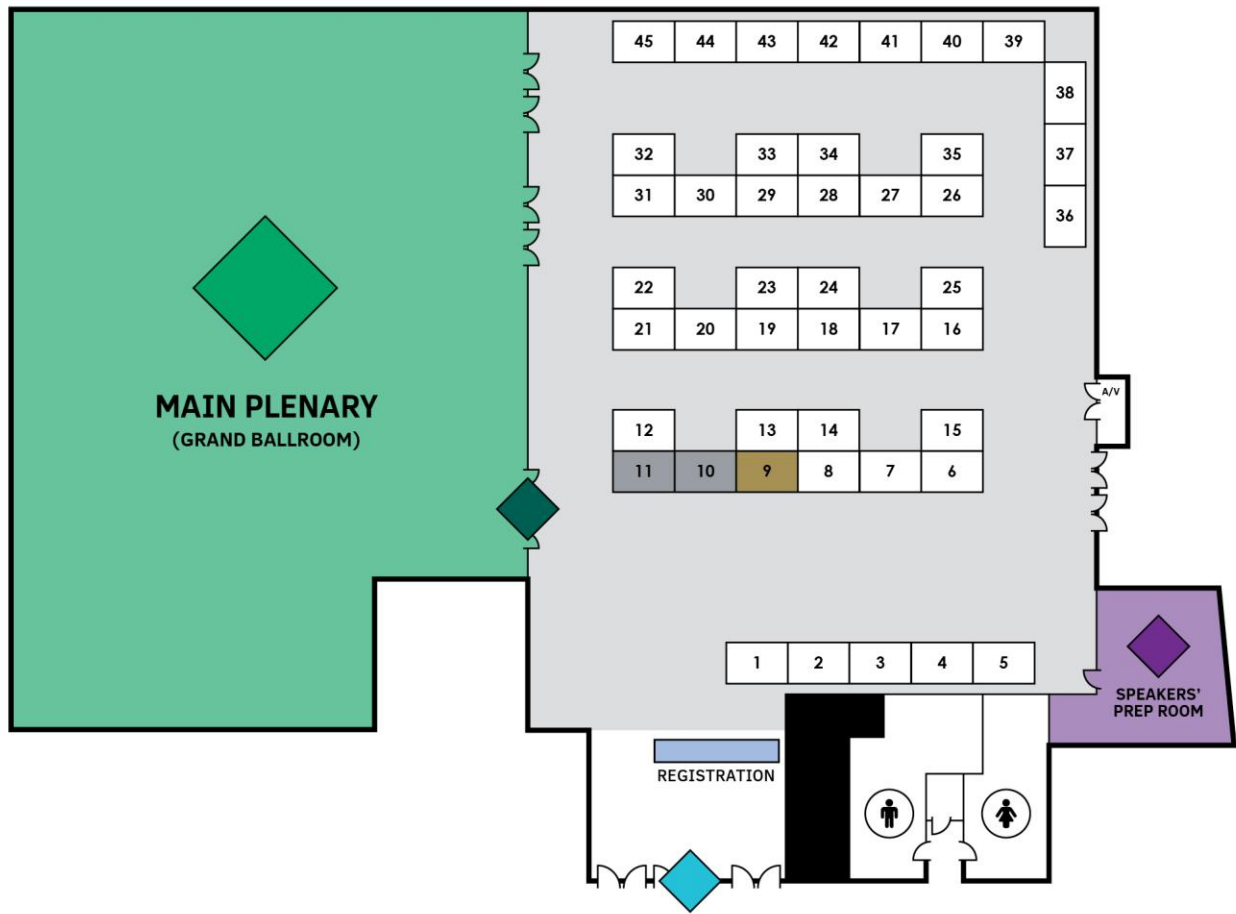 45 44 43 42 41 40 39
38
32 33 34 35
37
31 30 29 28 27 26
36
22 23 24 25
21 20 19 18 17 16
A/V
MAIN PLENARY
(GRAND BALLROOM)
12 13 14 15
11 10 9 8 7 6
1 2 3 4 5
SPEAKERS'
PREP ROOM
REGISTRATION